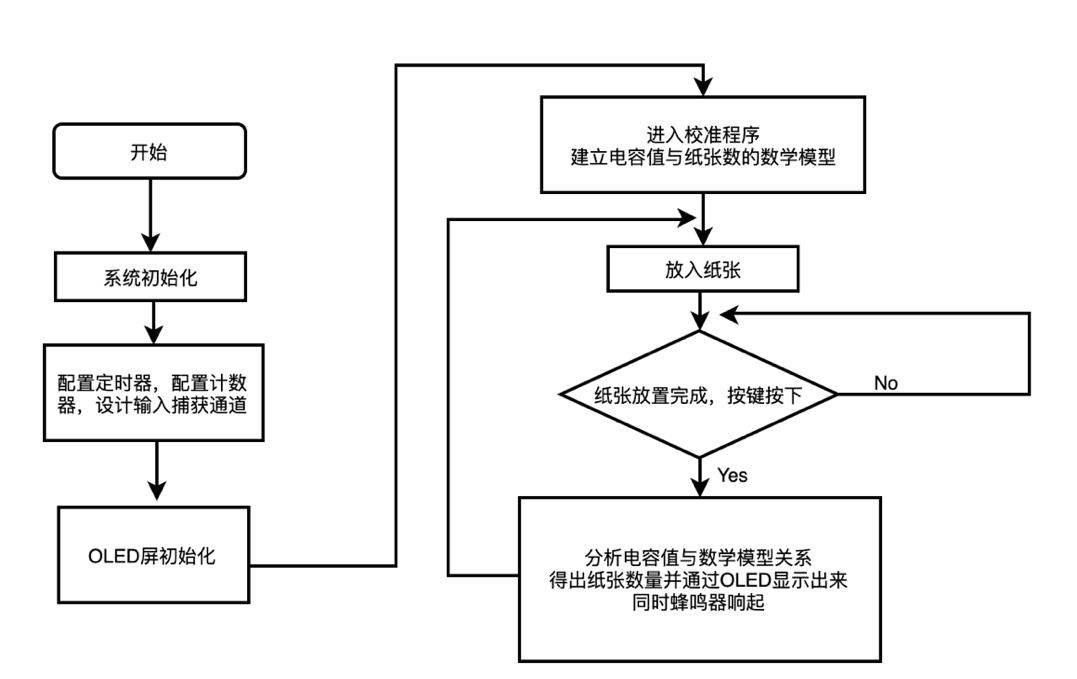 开始
系统初始化
配置定时器，配置计数
器，设计输入捕获通道
OLED屏初始化
进入校准程序
建立电容值与纸张数的数学模型
放入纸张
纸张放置完成，按键按下
No
Yes
分析电容值与数学模型关系
得出纸张数量并通过OLED显示出来
同时蜂鸣器响起